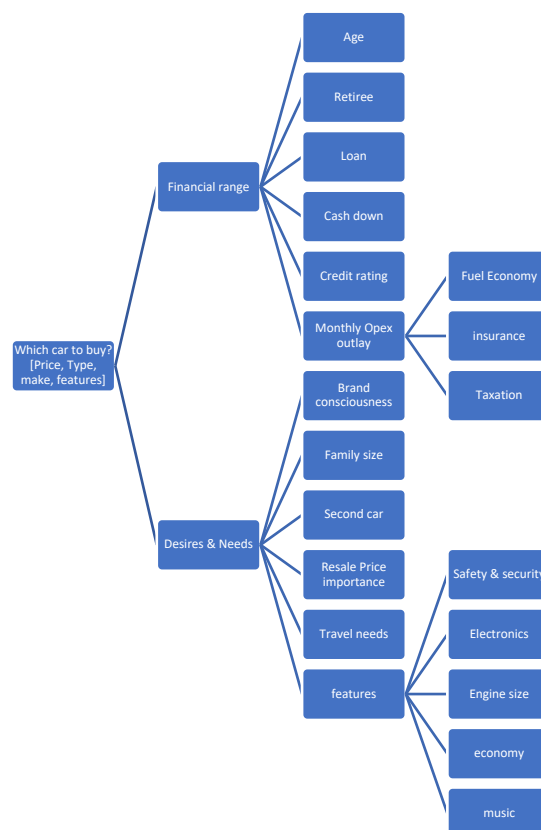 Age
Retiree
Financial range
Loan
Cash down
Credit rating
Monthly Opex
outlay
Fuel Economy
insurance
Taxation
Which car to buy?
[Price, Type,
make, features]
Brand
consciousness
Family size
Second car
Desires & Needs
Resale Price
importance
Travel needs
features
Safety & security
Electronics
Engine size
economy
music